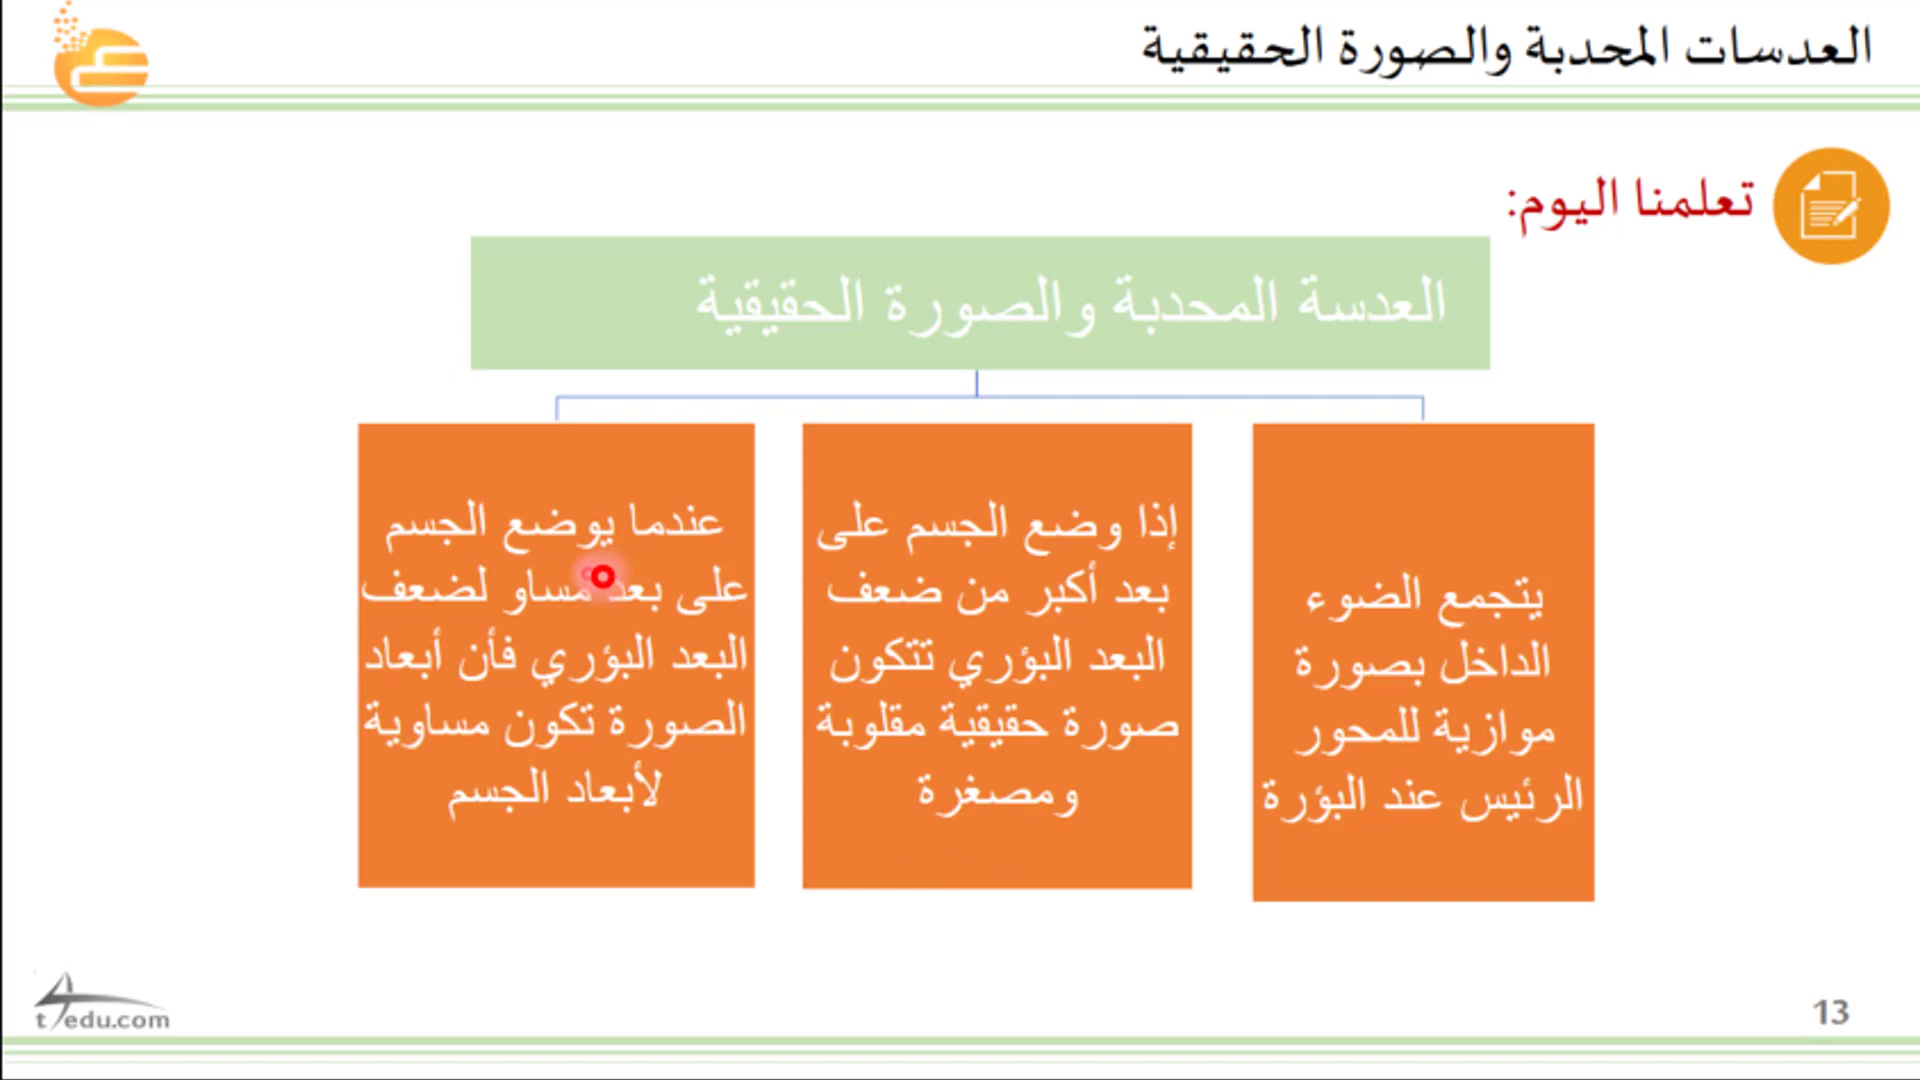 العدسات المحدبة والصورة الحقيقية
تعلمنا اليوم:
العدسة المحدبة والصورة الحقيقية
يتجمع الضوء
الداخل بصورة
موازية للمحور
الرئيس عند البؤرة
إذا وضع الجسم على
بعد أكبر من ضعف
البعد البؤري تتكون
صورة حقيقية مقلوبة
ومصغرة
عندما يوضع الجسم
على بعد مساو لضعف
البعد البؤري فأن أبعاد
الصورة تكون مساوية
لأبعاد الجسم
t4edu.com
13